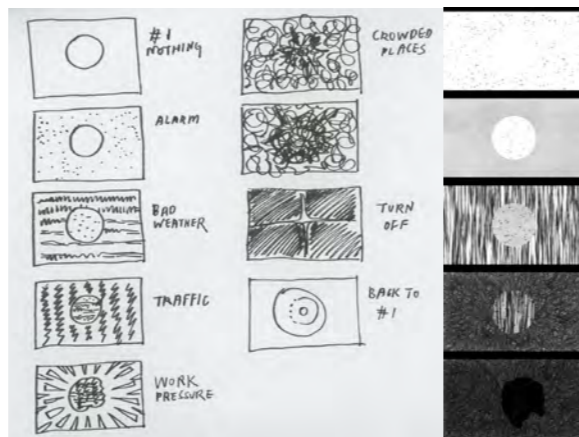 #1
NOTHING
ALARM
BAD
WEATHER
TRAFFIC
WORK
PRESSURE
CROWDED
PLACES
TURN
OFF
BACK TO
#1